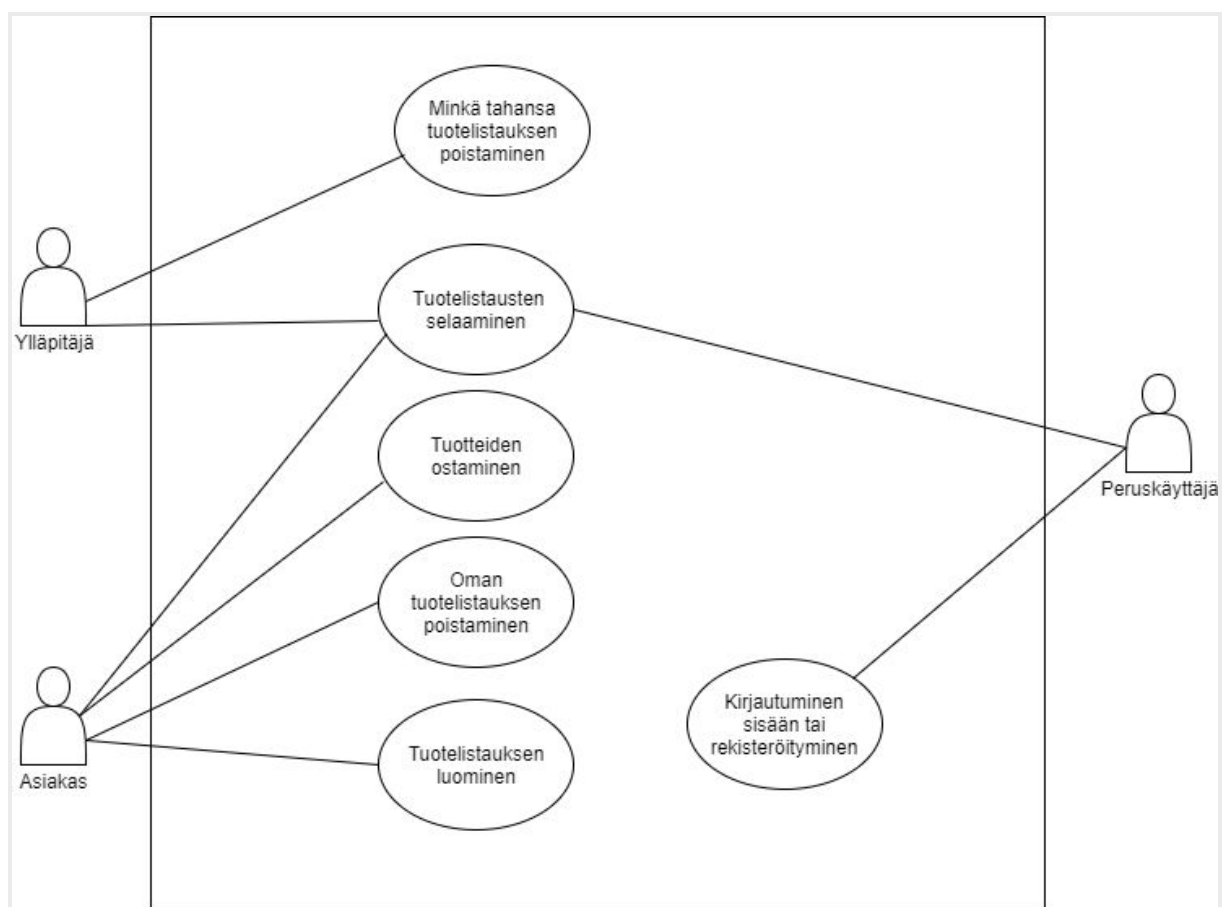 Minkä tahansa
tuotelistauksen
poistaminen
Ylläpitäjä
Tuotelistausten
selaaminen
Tuotteiden
ostaminen
Peruskäyttäjä
Oman
tuotelistauksen
poistaminen
Asiakas
Tuotelistauksen
luominen
Kirjautuminen
sisään tai
rekisteröityminen